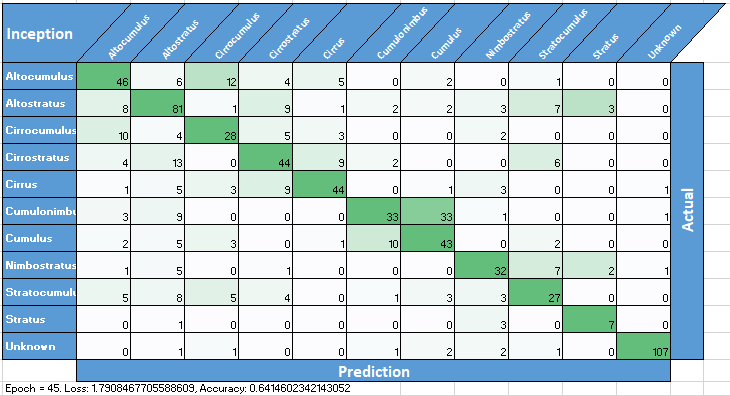 Inception Altocumulus Altostratus Cirrocumulus Cirrostratus Cirrus Cumulonimbus Cumulus Nimbostratus Stratocumulus Stratus Unknown
Altocumulus 46 6 12 4 5 0 2 0 1 0 0
Altostratus 8 81 1 9 1 2 2 3 7 3 0
Cirrocumulus 10 4 28 5 3 0 0 2 0 0 0
Cirrostratus 4 13 0 44 9 2 0 0 6 0 0
Cirrus 1 5 3 9 44 0 1 3 0 0 1
Cumulonimbu 3 9 0 0 0 33 33 1 0 0 1
Cumulus 2 5 3 0 1 10 43 0 2 0 0
Nimbostratus 1 5 0 1 0 0 0 32 7 2 1
Stratocumulu 5 8 5 4 0 1 3 3 27 0 0
Stratus 0 1 0 0 0 0 0 3 0 7 0
Unknown 0 1 1 0 0 1 2 2 1 0 107
Actual
Prediction
Epoch = 45. Loss: 1.7908467705588609, Accuracy: 0.6414602342143052